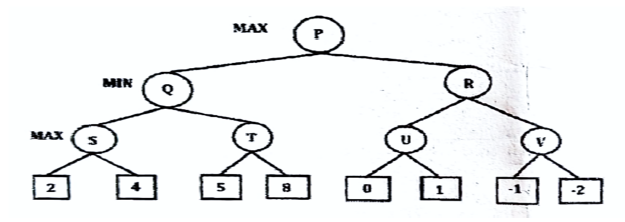 MAX P
MIN Q R
MAX S T U V
2 4 5 8 0 1 -1 -2